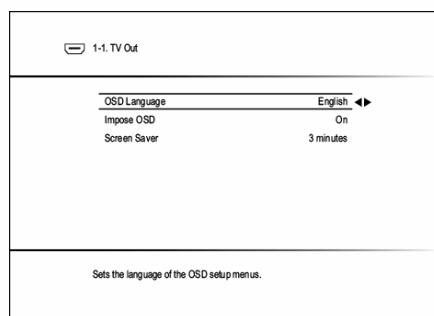 1-1. TV Out
OSD Language English
Impose OSD On
Screen Saver 3 minutes
Sets the language of the OSD setup menus.